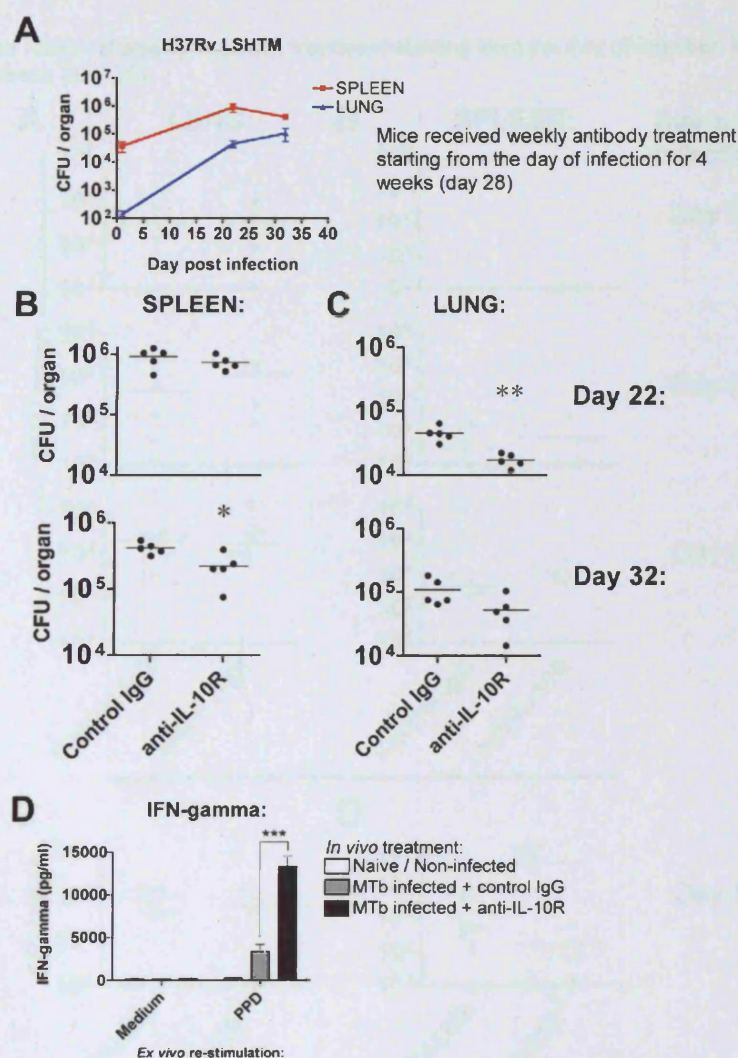 A
H37Rv LSHTM
10⁷
10⁶
10⁵
10⁴
10³
10²
CFU / organ
0 5 10 15 20 25 30 35 40
Day post infection
SPLEEN
LUNG
Mice received weekly antibody treatment
starting from the day of infection for 4
weeks (day 28)
B
SPLEEN:
C
LUNG:
CFU / organ
10⁶
10⁵
10⁴
10⁶
10⁵
10⁴
**
Day 22:
CFU / organ
10⁶
10⁵
10⁴
*
10⁶
10⁵
10⁴
Day 32:
Control IgG
anti-IL-10R
Control IgG
anti-IL-10R
D
IFN-gamma:
IFN-gamma (pg/ml)
15000
10000
5000
0
***
Medium
PPD
Ex vivo re-stimulation:
In vivo treatment:
Naive / Non-infected
MTb infected + control IgG
MTb infected + anti-IL-10R